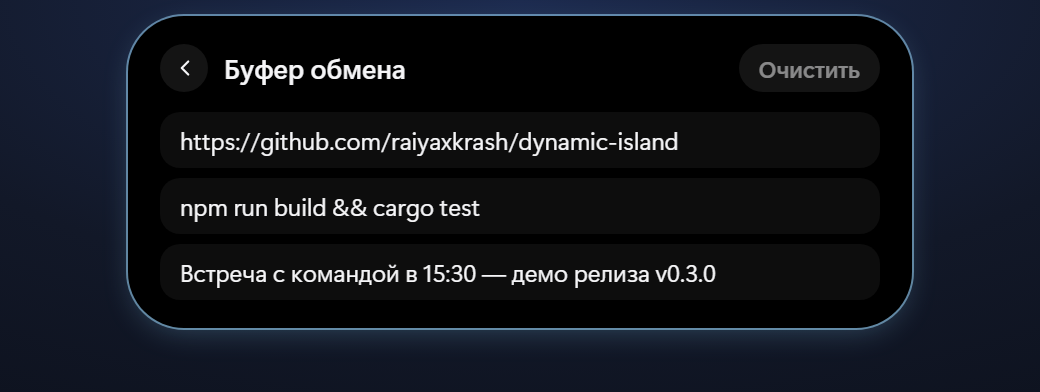 Буфер обмена
Очистить
https://github.com/raiyaxkrash/dynamic-island
npm run build && cargo test
Встреча с командой в 15:30 — демо релиза v0.3.0